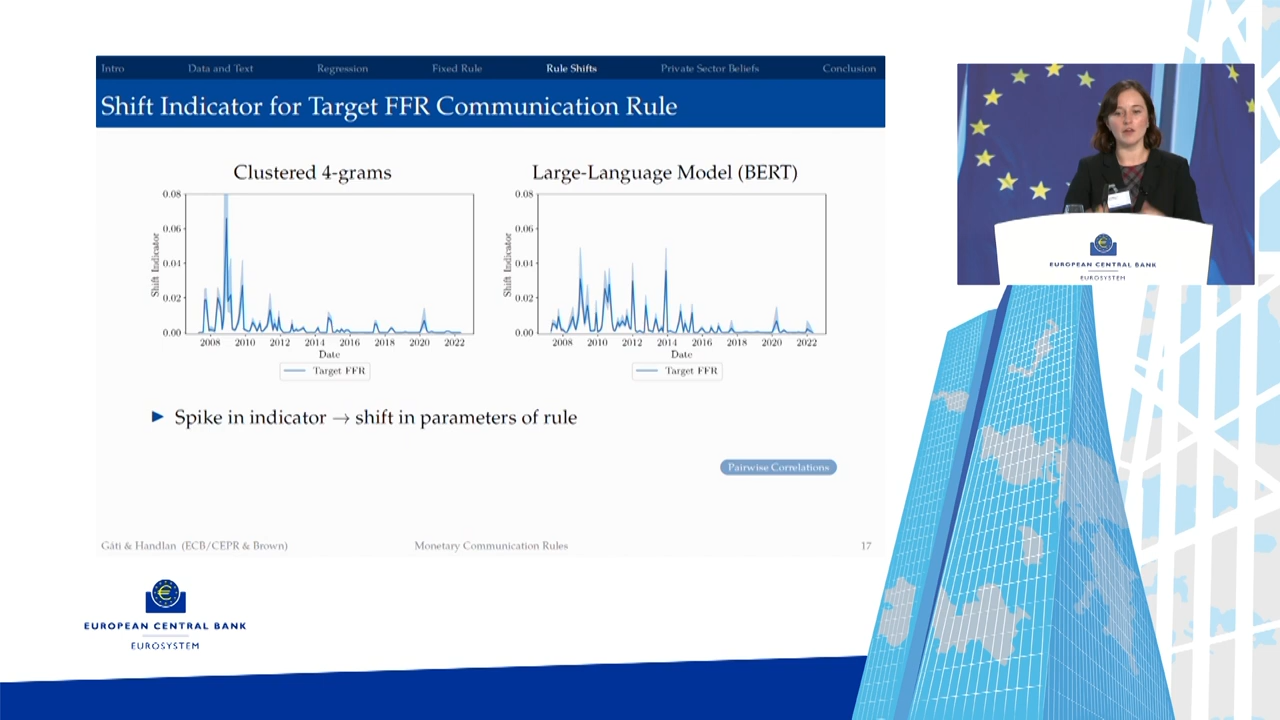 Intro Data and Text Regression Fixed Rule Rule Shifts Private Sector Beliefs Conclusion
Shift Indicator for Target FFR Communication Rule
Clustered 4-grams
0.08
0.06
0.04
0.02
0.00
Shift Indicator
2008 2010 2012 2014 2016 2018 2020 2022
Date
Target FFR
Large-Language Model (BERT)
0.08
0.06
0.04
0.02
0.00
Shift Indicator
2008 2010 2012 2014 2016 2018 2020 2022
Date
Target FFR
► Spike in indicator → shift in parameters of rule
Pairwise Correlations
Gáti & Handlan (ECB/CEPR & Brown) Monetary Communication Rules 17
EUROPEAN CENTRAL BANK
EUROSYSTEM
EUROPEAN CENTRAL BANK
EUROSYSTEM